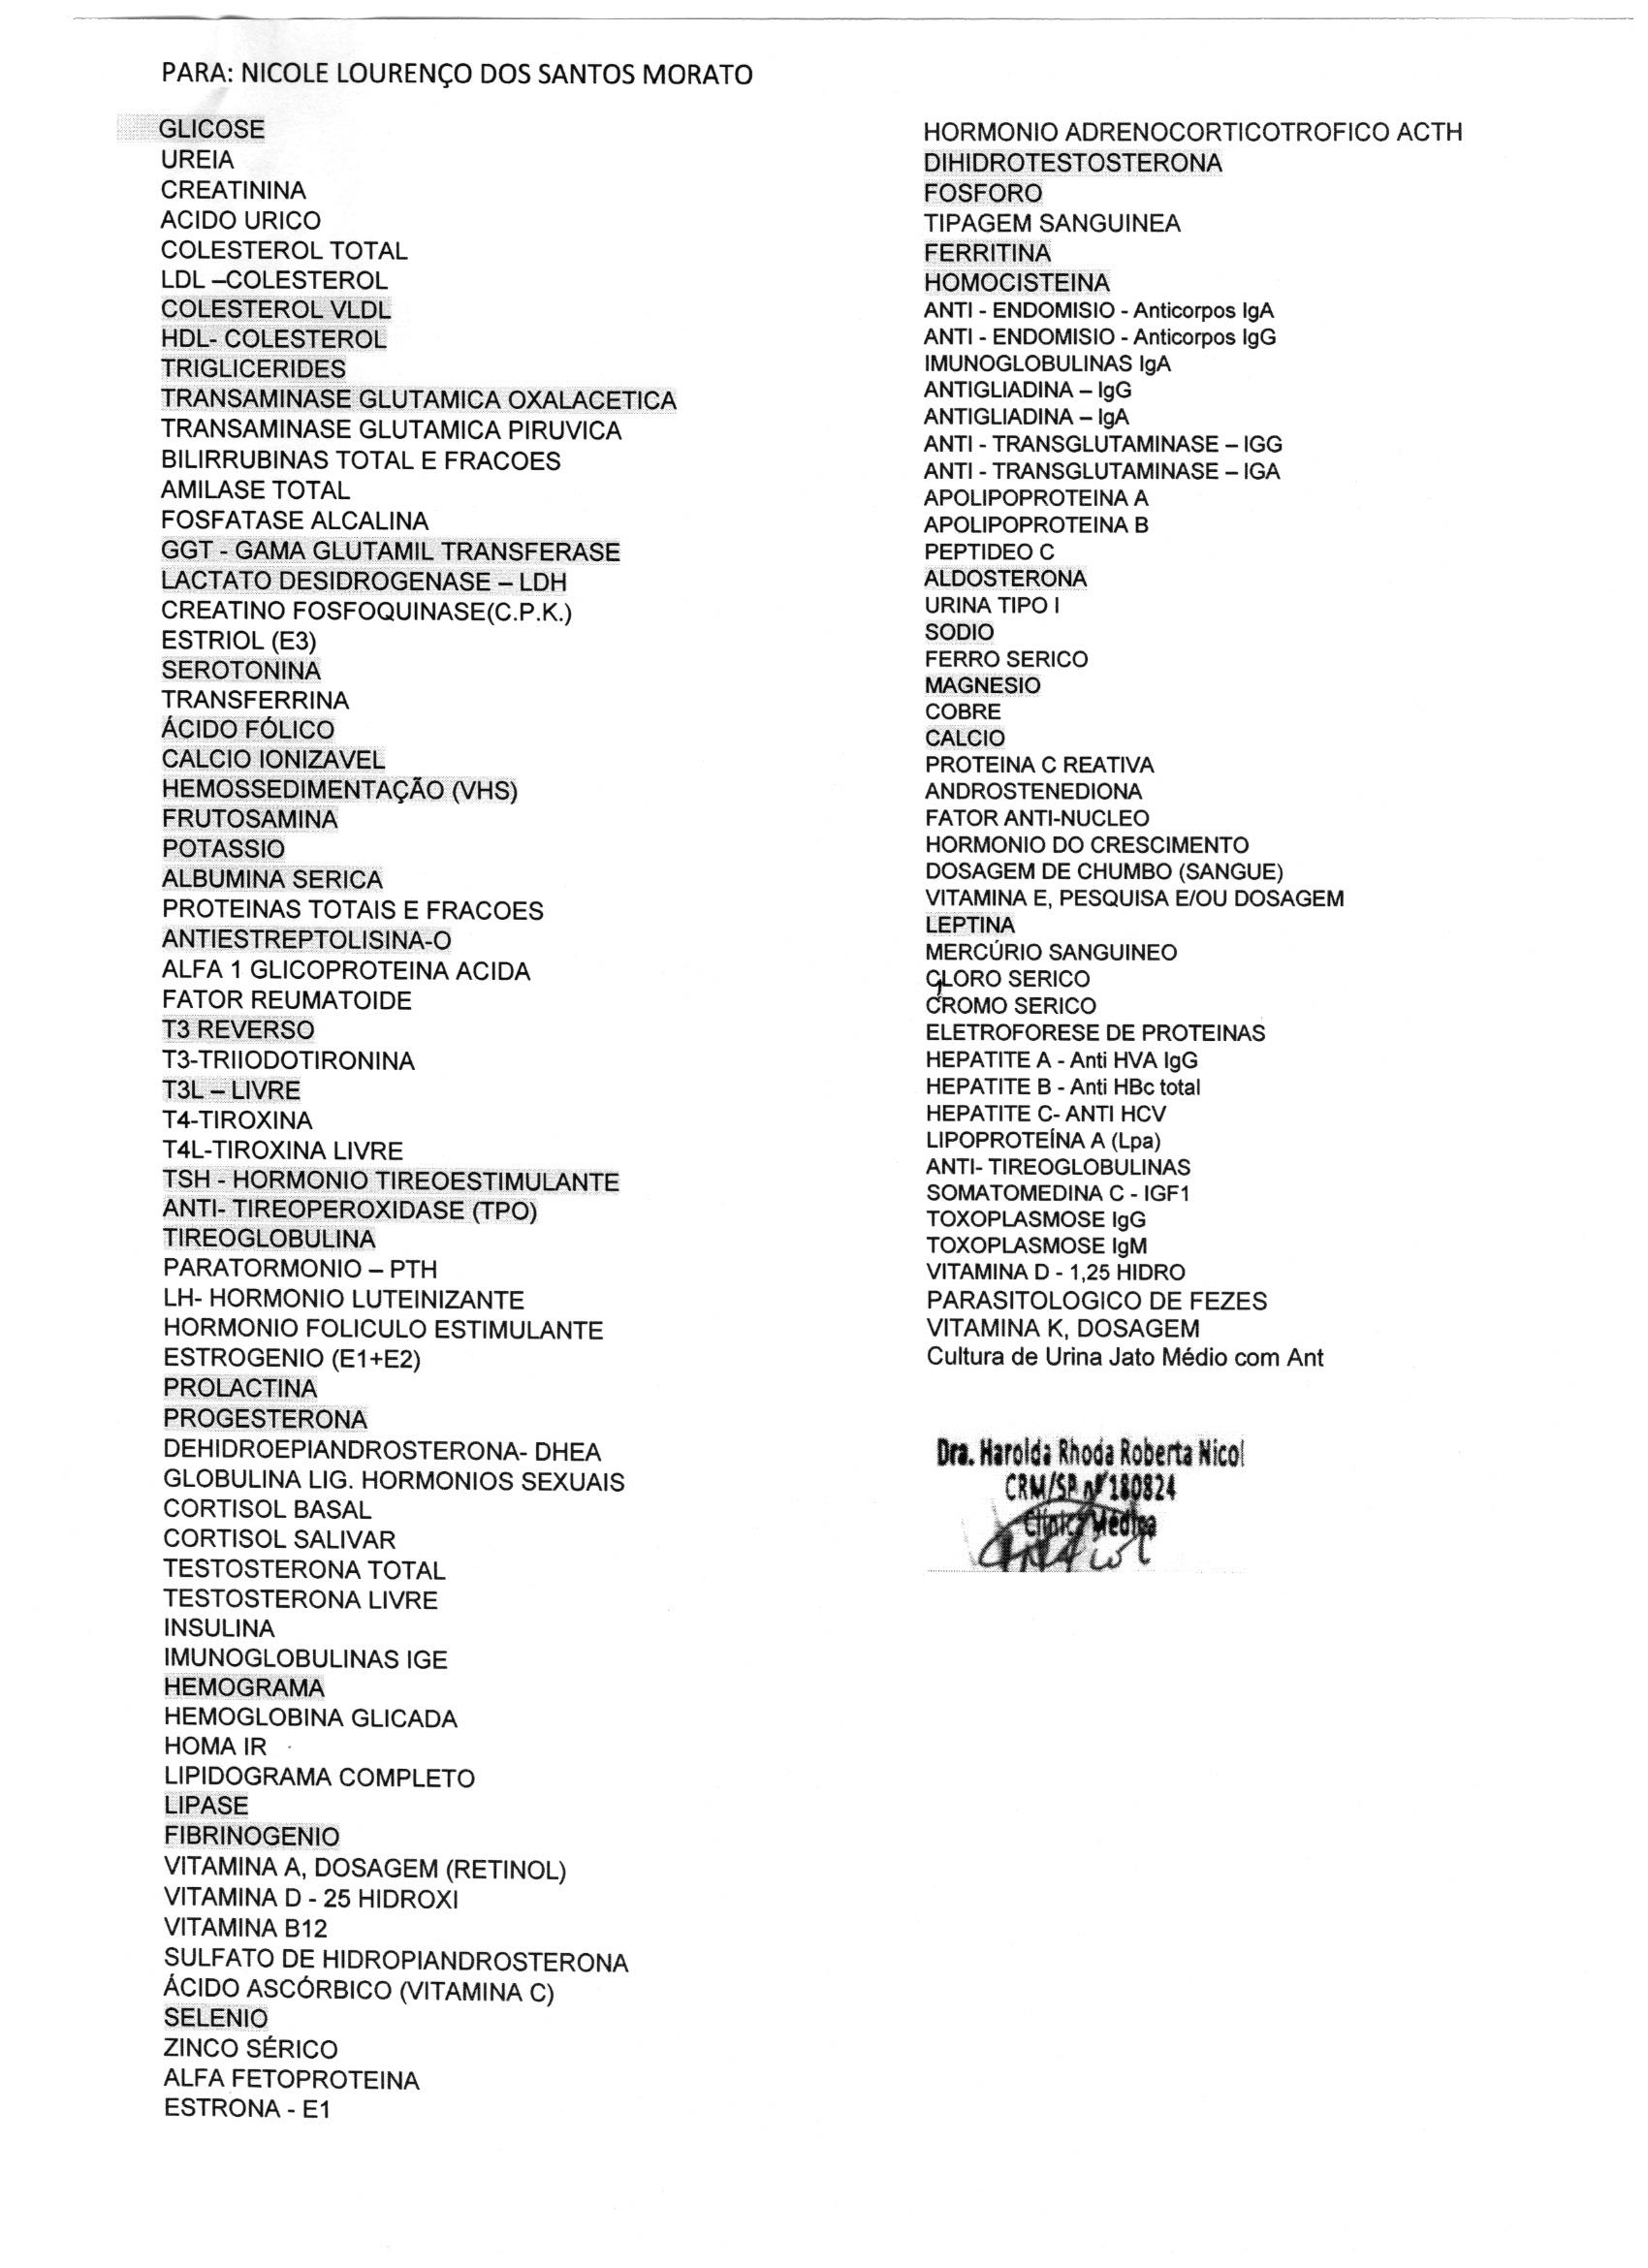 PARA: NICOLE LOURENÇO DOS SANTOS MORATO
GLICOSE
UREIA
CREATININA
ACIDO URICO
COLESTEROL TOTAL
LDL –COLESTEROL
COLESTEROL VLDL
HDL- COLESTEROL
TRIGLICERIDES
TRANSAMINASE GLUTAMICA OXALACETICA
TRANSAMINASE GLUTAMICA PIRUVICA
BILIRRUBINAS TOTAL E FRACOES
AMILASE TOTAL
FOSFATASE ALCALINA
GGT - GAMA GLUTAMIL TRANSFERASE
LACTATO DESIDROGENASE – LDH
CREATINO FOSFOQUINASE(C.P.K.)
ESTRIOL (E3)
SEROTONINA
TRANSFERRINA
ÁCIDO FÓLICO
CALCIO IONIZAVEL
HEMOSSEDIMENTAÇÃO (VHS)
FRUTOSAMINA
POTASSIO
ALBUMINA SERICA
PROTEINAS TOTAIS E FRACOES
ANTIESTREPTOLISINA-O
ALFA 1 GLICOPROTEINA ACIDA
FATOR REUMATOIDE
T3 REVERSO
T3-TRIIODOTIRONINA
T3L – LIVRE
T4-TIROXINA
T4L-TIROXINA LIVRE
TSH - HORMONIO TIREOESTIMULANTE
ANTI- TIREOPEROXIDASE (TPO)
TIREOGLOBULINA
PARATORMONIO – PTH
LH- HORMONIO LUTEINIZANTE
HORMONIO FOLICULO ESTIMULANTE
ESTROGENIO (E1+E2)
PROLACTINA
PROGESTERONA
DEHIDROEPIANDROSTERONA- DHEA
GLOBULINA LIG. HORMONIOS SEXUAIS
CORTISOL BASAL
CORTISOL SALIVAR
TESTOSTERONA TOTAL
TESTOSTERONA LIVRE
INSULINA
IMUNOGLOBULINAS IGE
HEMOGRAMA
HEMOGLOBINA GLICADA
HOMA IR
LIPIDOGRAMA COMPLETO
LIPASE
FIBRINOGENIO
VITAMINA A, DOSAGEM (RETINOL)
VITAMINA D - 25 HIDROXI
VITAMINA B12
SULFATO DE HIDROPIANDROSTERONA
ÁCIDO ASCÓRBICO (VITAMINA C)
SELENIO
ZINCO SÉRICO
ALFA FETOPROTEINA
ESTRONA - E1
HORMONIO ADRENOCORTICOTROFICO ACTH
DIHIDROTESTOSTERONA
FOSFORO
TIPAGEM SANGUINEA
FERRITINA
HOMOCISTEINA
ANTI - ENDOMISIO - Anticorpos IgA
ANTI - ENDOMISIO - Anticorpos IgG
IMUNOGLOBULINAS IgA
ANTIGLIADINA – IgG
ANTIGLIADINA – IgA
ANTI - TRANSGLUTAMINASE – IGG
ANTI - TRANSGLUTAMINASE – IGA
APOLIPOPROTEINA A
APOLIPOPROTEINA B
PEPTIDEO C
ALDOSTERONA
URINA TIPO I
SODIO
FERRO SERICO
MAGNESIO
COBRE
CALCIO
PROTEINA C REATIVA
ANDROSTENEDIONA
FATOR ANTI-NUCLEO
HORMONIO DO CRESCIMENTO
DOSAGEM DE CHUMBO (SANGUE)
VITAMINA E, PESQUISA E/OU DOSAGEM
LEPTINA
MERCÚRIO SANGUINEO
CLORO SERICO
CROMO SERICO
ELETROFORESE DE PROTEINAS
HEPATITE A - Anti HVA IgG
HEPATITE B - Anti HBc total
HEPATITE C- ANTI HCV
LIPOPROTEÍNA A (Lpa)
ANTI- TIREOGLOBULINAS
SOMATOMEDINA C - IGF1
TOXOPLASMOSE IgG
TOXOPLASMOSE IgM
VITAMINA D - 1,25 HIDRO
PARASITOLOGICO DE FEZES
VITAMINA K, DOSAGEM
Cultura de Urina Jato Médio com Ant
Dra. Harolda Rhoda Roberta Nicol
CRM/SP nº 180824
Clínica Médica